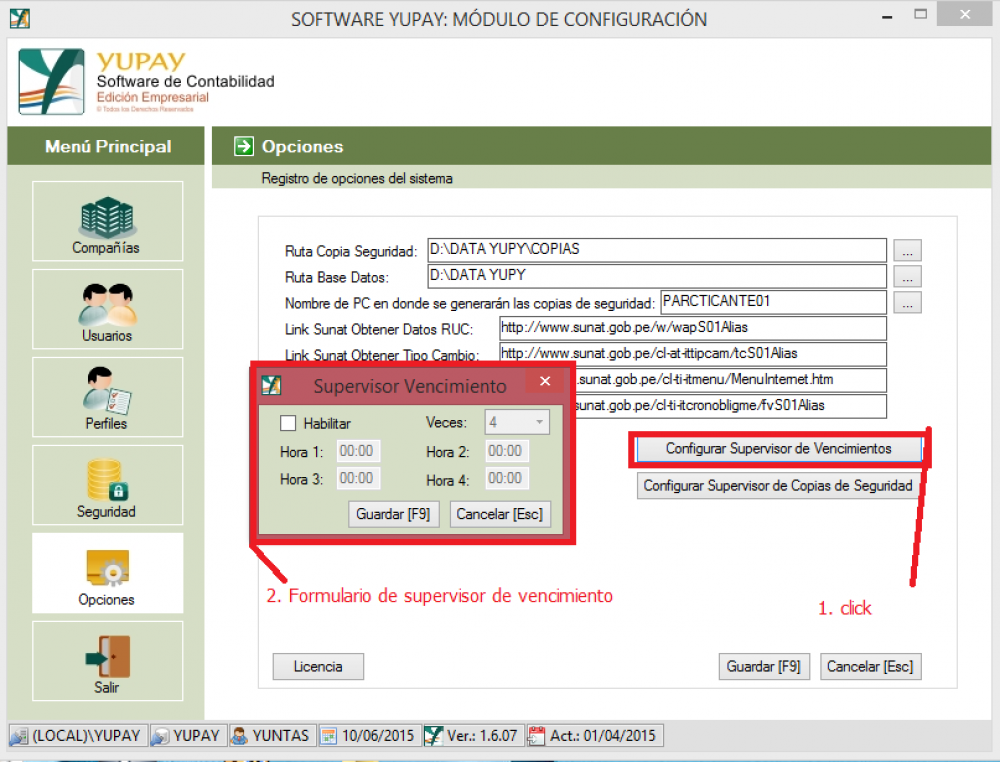 SOFTWARE YUPAY: MÓDULO DE CONFIGURACIÓN
YUPAY
Software de Contabilidad
Edición Empresarial
© Todos los Derechos Reservados
Menú Principal
Opciones
Registro de opciones del sistema
Compañías
Usuarios
Perfiles
Seguridad
Opciones
Salir
Ruta Copia Seguridad: D:\DATA YUPY\COPIAS ...
Ruta Base Datos: D:\DATA YUPY ...
Nombre de PC en donde se generarán las copias de seguridad: PARCTICANTE01 ...
Link Sunat Obtener Datos RUC: http://www.sunat.gob.pe/w/wapS01Alias
Link Sunat Obtener Tipo Cambio: http://www.sunat.gob.pe/cl-at-ittipcam/tcS01Alias
.sunat.gob.pe/cl-ti-itmenu/MenuInternet.htm
sunat.gob.pe/cl-ti-itcronobligme/fvS01Alias
Supervisor Vencimiento
Habilitar Veces: 4
Hora 1: 00:00 Hora 2: 00:00
Hora 3: 00:00 Hora 4: 00:00
Guardar [F9] Cancelar [Esc]
Configurar Supervisor de Vencimientos
Configurar Supervisor de Copias de Seguridad
2. Formulario de supervisor de vencimiento
1. click
Licencia Guardar [F9] Cancelar [Esc]
(LOCAL)\YUPAY YUPAY YUNTAS 10/06/2015 Ver.: 1.6.07 Act.: 01/04/2015